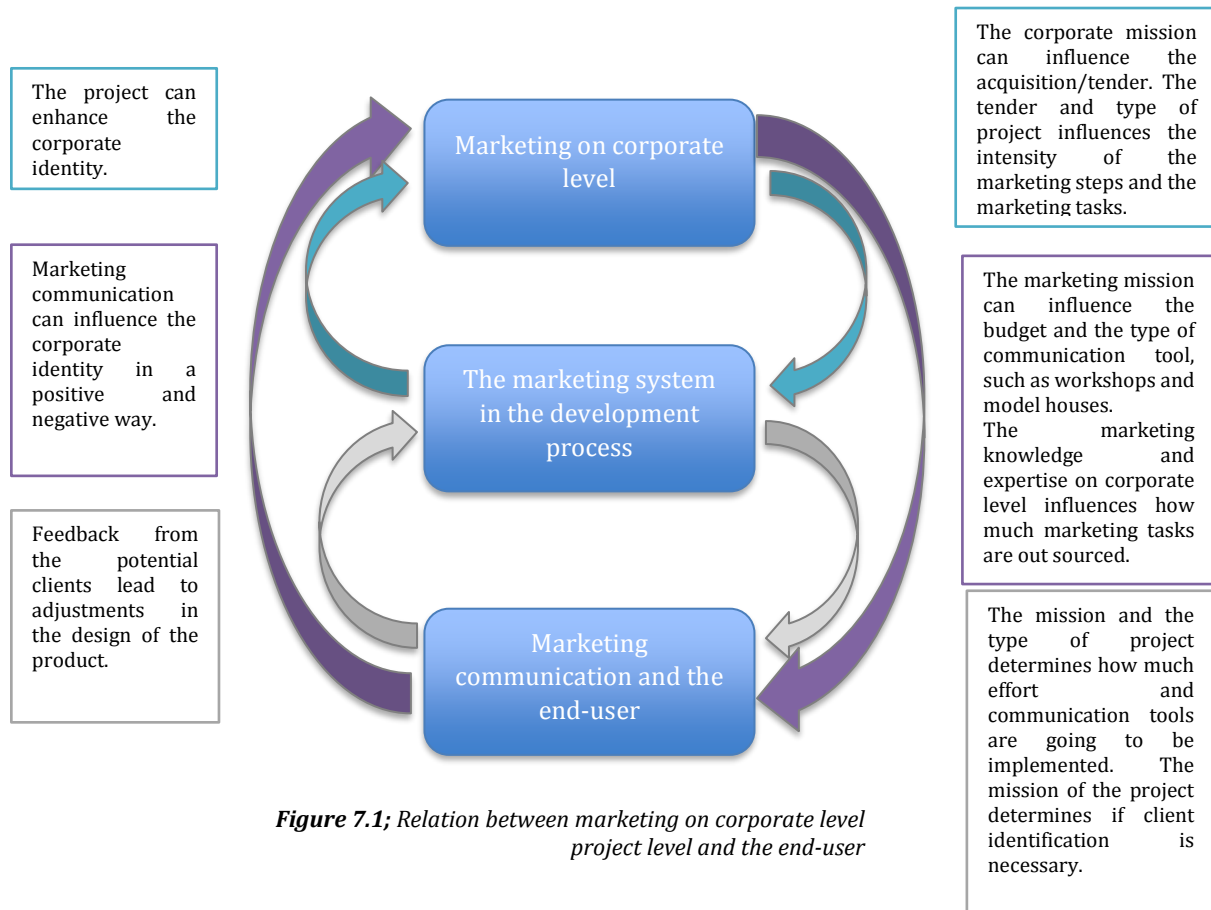 The project can
enhance the
corporate
identity.
Marketing
communication
can influence the
corporate
identity in a
positive and
negative way.
Feedback from
the potential
clients lead to
adjustments in
the design of the
product.
Marketing on corporate
level
The marketing system
in the development
process
Marketing
communication and the
end-user
The corporate mission
can influence the
acquisition/tender. The
tender and type of
project influences the
intensity of the
marketing steps and the
marketing tasks.
The marketing mission
can influence the
budget and the type of
communication tool,
such as workshops and
model houses.
The marketing
knowledge and
expertise on corporate
level influences how
much marketing tasks
are out sourced.
The mission and the
type of project
determines how much
effort and
communication tools
are going to be
implemented. The
mission of the project
determines if client
identification is
necessary.
Figure 7.1; Relation between marketing on corporate level
project level and the end-user